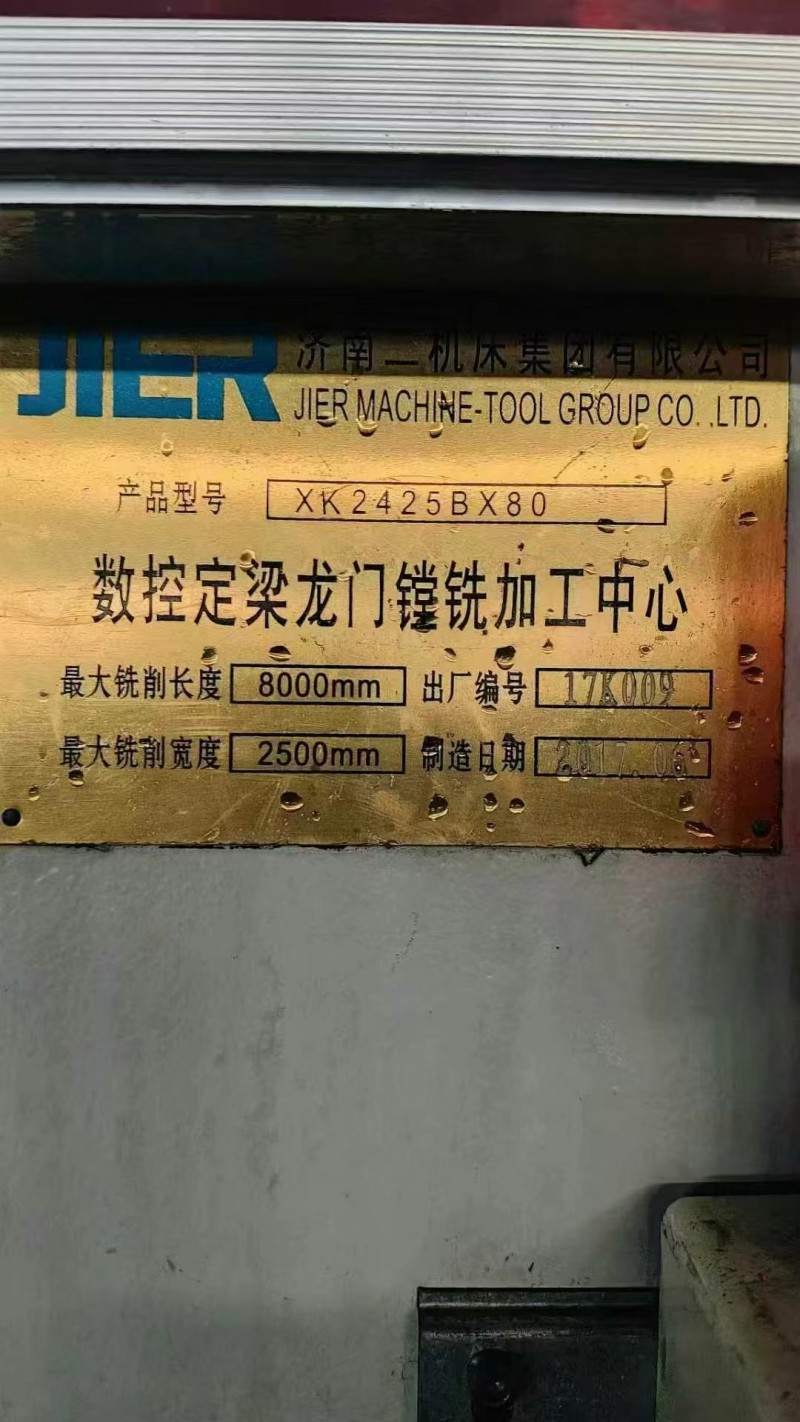 JIER 济南二机床集团有限公司
JIER MACHINE-TOOL GROUP CO. .LTD.
产品型号 XK2425BX80
数控定梁龙门镗铣加工中心
最大铣削长度 8000mm 出厂编号 17K009
最大铣削宽度 2500mm 制造日期 2017.06